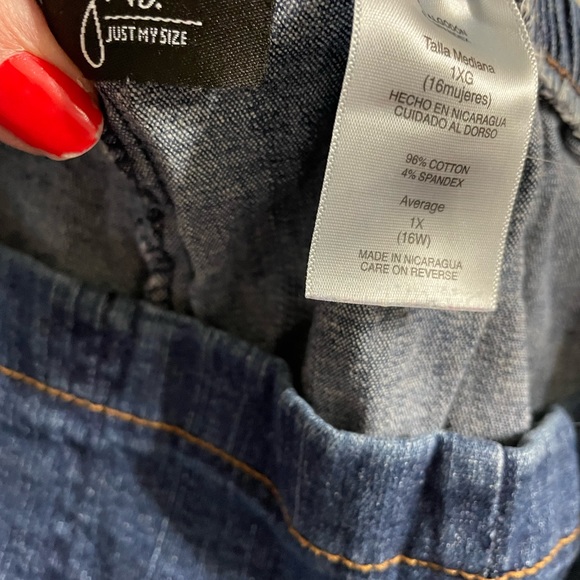 JUST MY SIZE
Talla Mediana
1XG
(16mujeres)
HECHO EN NICARAGUA
CUIDADO AL DORSO
96% COTTON
4% SPANDEX
Average
1X
(16W)
MADE IN NICARAGUA
CARE ON REVERSE